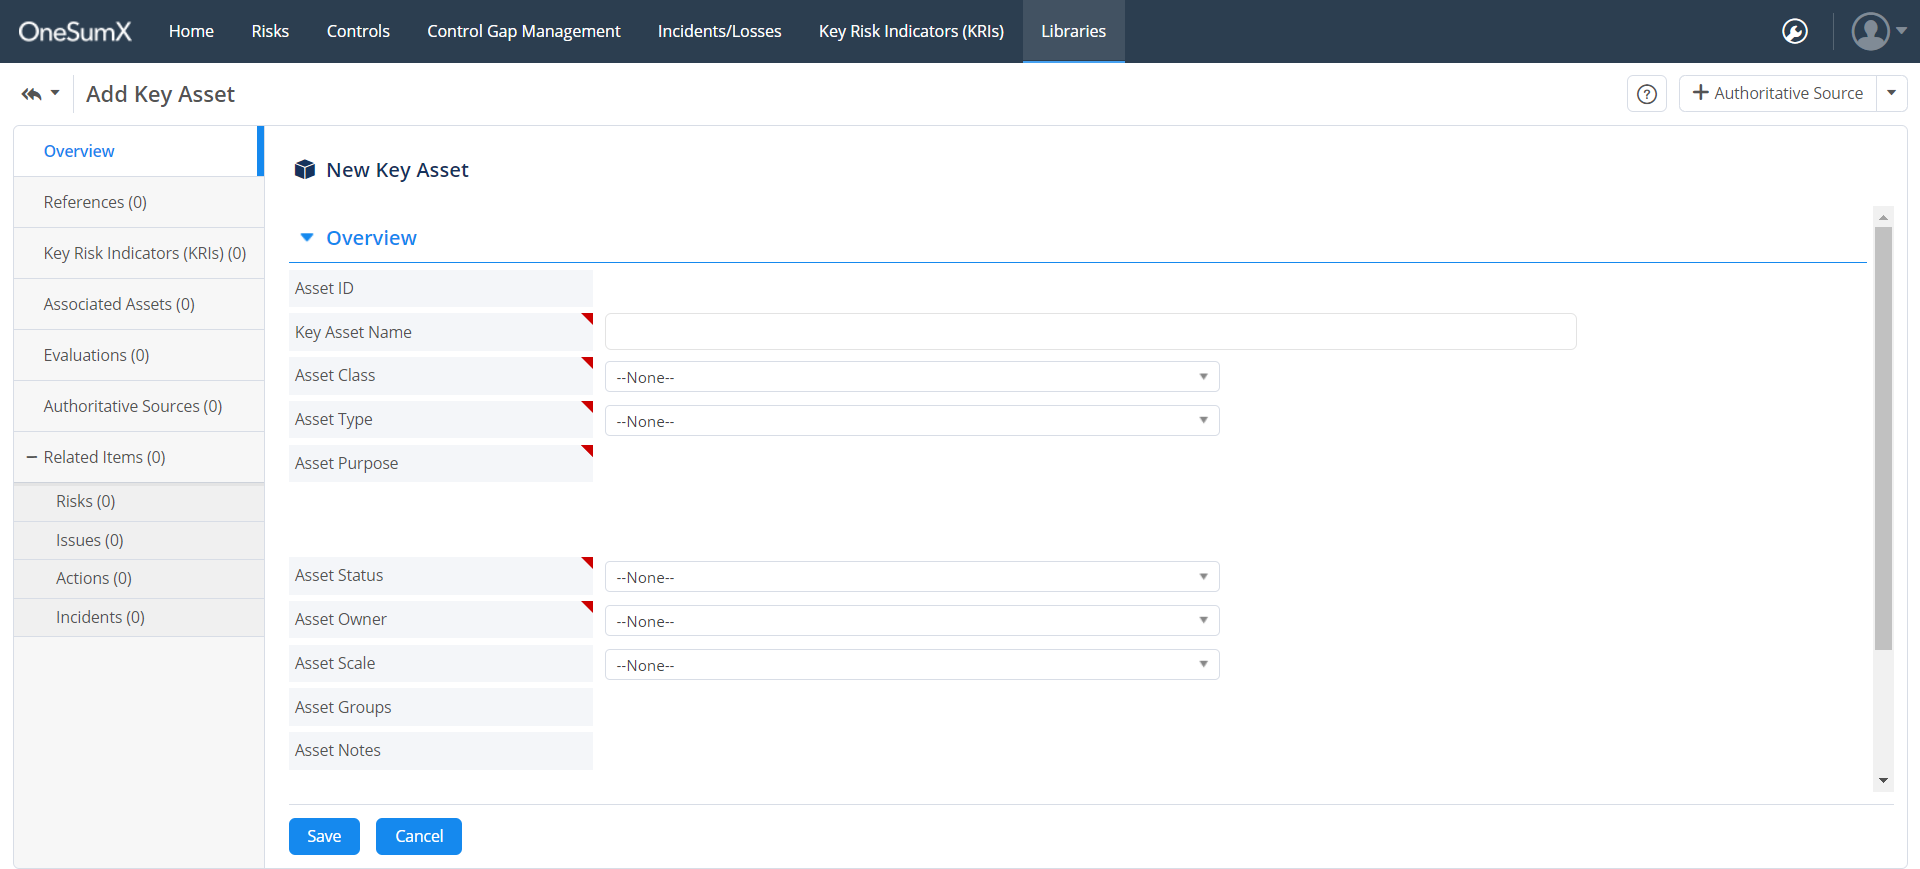 OneSumX Home Risks Controls Control Gap Management Incidents/Losses Key Risk Indicators (KRIs) Libraries
Add Key Asset
? Authoritative Source
Overview
References (0)
Key Risk Indicators (KRIs) (0)
Associated Assets (0)
Evaluations (0)
Authoritative Sources (0)
Related Items (0)
Risks (0)
Issues (0)
Actions (0)
Incidents (0)
New Key Asset
Overview
Asset ID
Key Asset Name
Asset Class --None--
Asset Type --None--
Asset Purpose
Asset Status --None--
Asset Owner --None--
Asset Scale --None--
Asset Groups
Asset Notes
Save Cancel